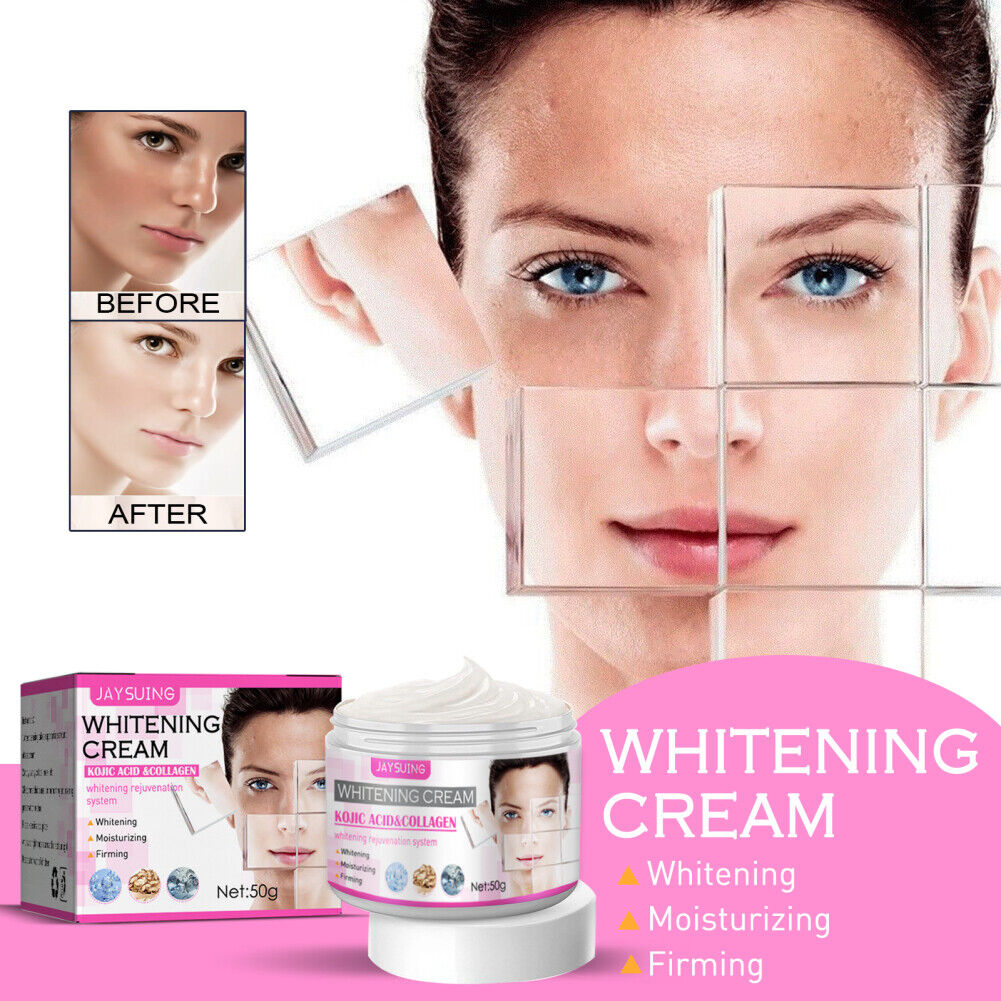 BEFORE
AFTER
JAYSUING
WHITENING
CREAM
KOJIC ACID &COLLAGEN
whitening rejuvenation
system
Whitening
Moisturizing
Firming
Net:50g
JAYSUING
WHITENING CREAM
KOJIC ACID&COLLAGEN
whitening rejuvenation system
Whitening
Moisturizing
Firming
Net:50g
WHITENING
CREAM
Whitening
Moisturizing
Firming